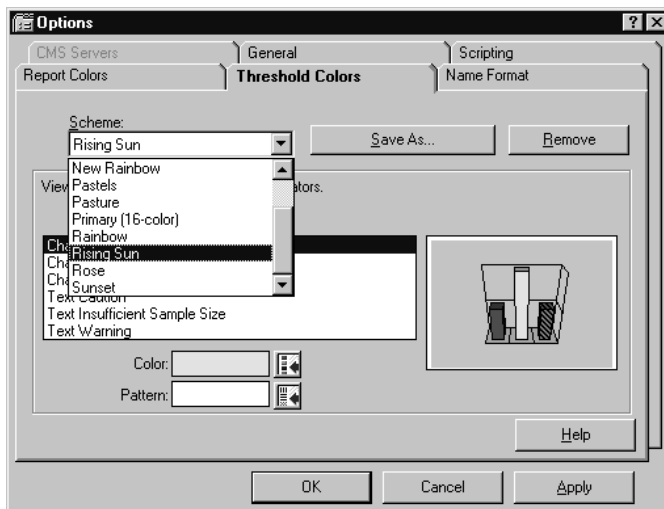 Options
CMS Servers
General
Scripting
Report Colors
Threshold Colors
Name Format
Scheme:
Rising Sun
Save As...
Remove
New Rainbow
Pastels
Pasture
Primary (16-color)
Rainbow
Rising Sun
Rose
Sunset
Text Caution
Text Insufficient Sample Size
Text Warning
Color:
Pattern:
Help
OK
Cancel
Apply